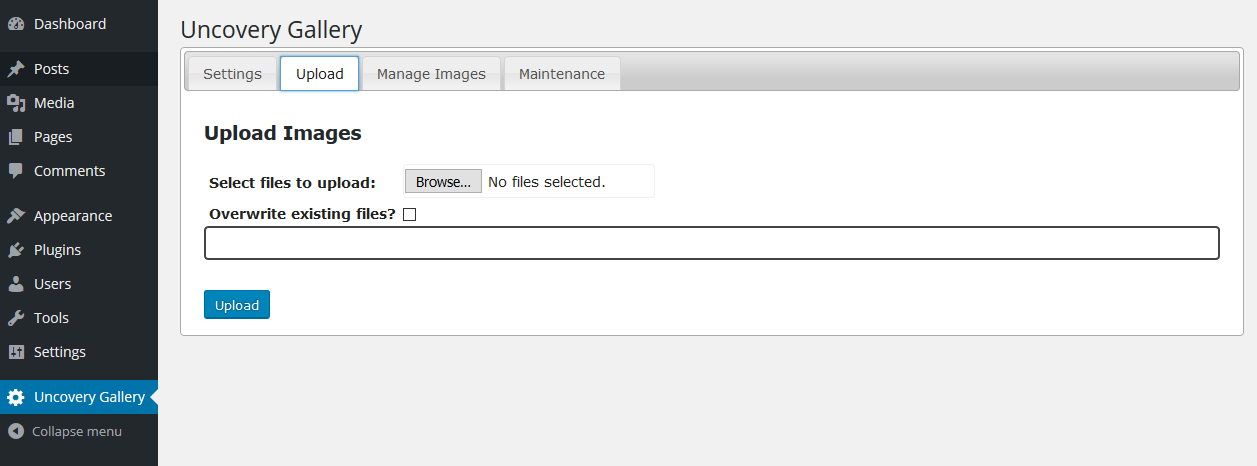 Dashboard
Posts
Media
Pages
Comments
Appearance
Plugins
Users
Tools
Settings
Uncovery Gallery
Collapse menu
Uncovery Gallery
Settings
Upload
Manage Images
Maintenance
Upload Images
Select files to upload:
Browse...
No files selected.
Overwrite existing files?
Upload